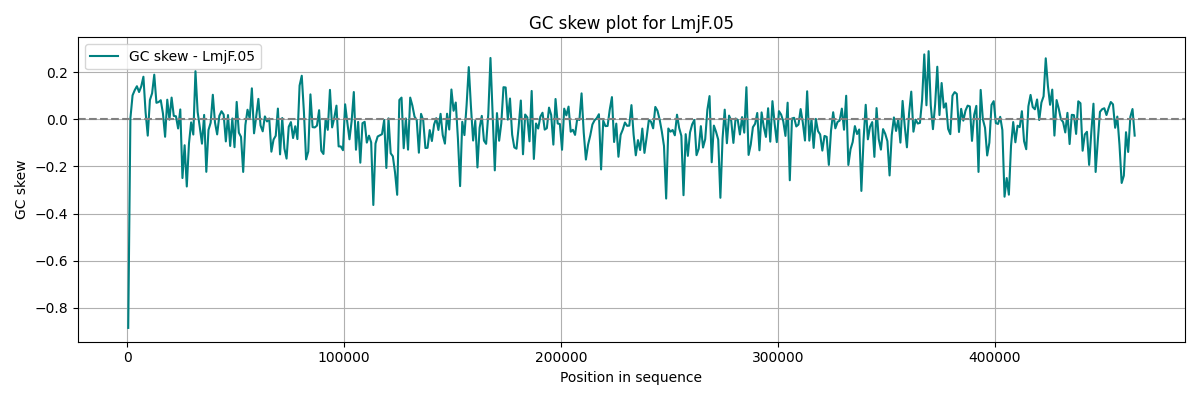 GC skew plot for LmjF.05
GC skew - LmjF.05
GC skew
0.2
0.0
−0.2
−0.4
−0.6
−0.8
0 100000 200000 300000 400000
Position in sequence